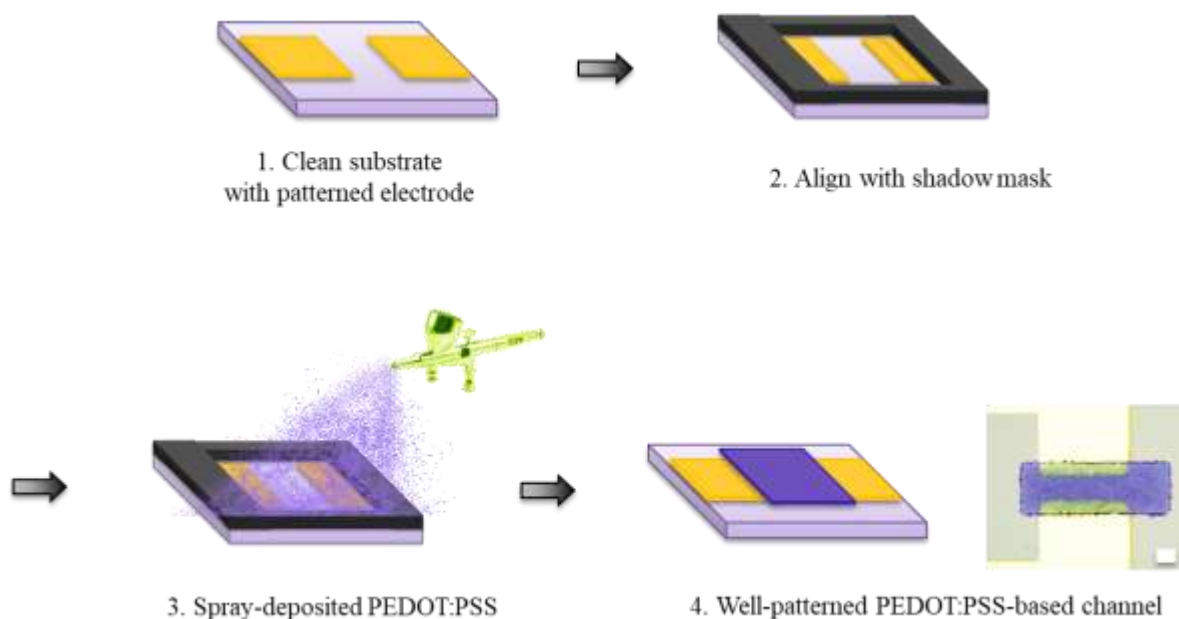 1. Clean substrate
with patterned electrode
2. Align with shadow mask
3. Spray-deposited PEDOT:PSS
4. Well-patterned PEDOT:PSS-based channel